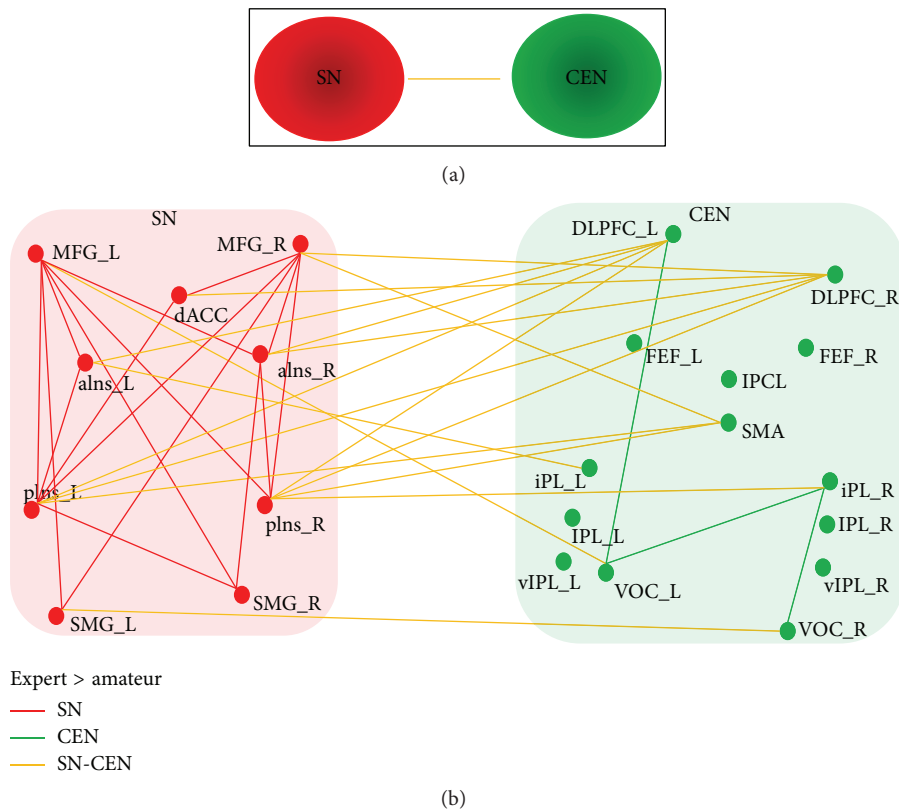 SN
CEN
(a)
SN
CEN
MFG_L
MFG_R
DLPFC_L
dACC
DLPFC_R
alns_L
alns_R
FEF_L
FEF_R
IPCL
SMA
plns_L
plns_R
iPL_L
iPL_R
IPL_L
IPL_R
vIPL_L
vIPL_R
VOC_L
SMG_R
SMG_L
VOC_R
Expert > amateur
SN
CEN
SN-CEN
(b)